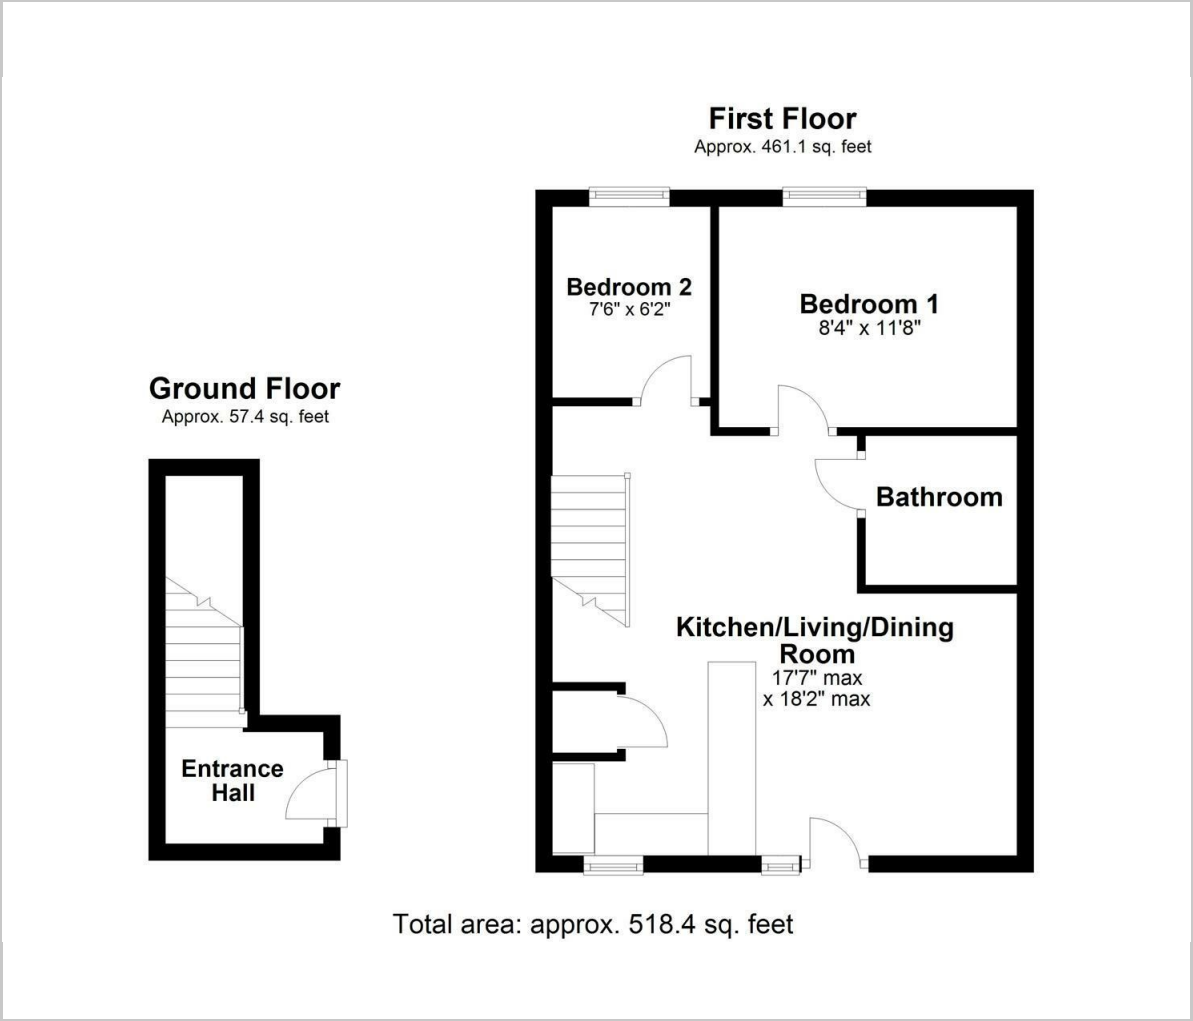 First Floor
Approx. 461.1 sq. feet
Bedroom 2
7'6" x 6'2"
Bedroom 1
8'4" x 11'8"
Ground Floor
Approx. 57.4 sq. feet
Bathroom
Kitchen/Living/Dining
Room
17'7" max
x 18'2" max
Entrance
Hall
Total area: approx. 518.4 sq. feet